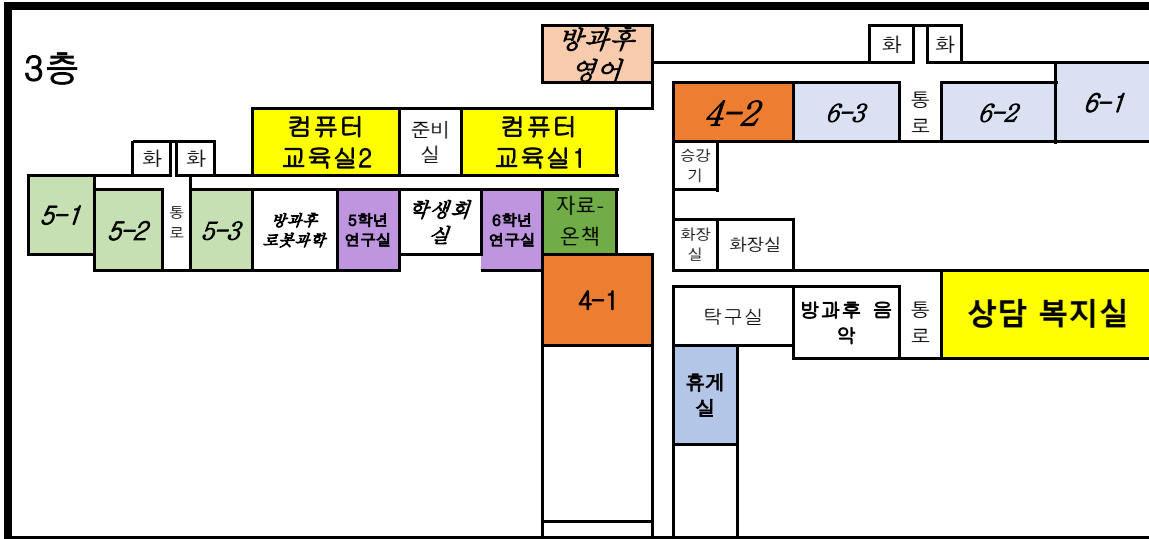 3층
방과후
영어
화
화
4-2
6-3
통
로
6-2
6-1
컴퓨터
교육실2
준비
실
컴퓨터
교육실1
화
화
승강
기
5-1
5-2
통
로
5-3
방과후
로봇과학
5학년
연구실
학생회
실
6학년
연구실
자료-
온책
화장
실
화장실
4-1
탁구실
방과후 음
악
통
로
상담 복지실
휴게
실